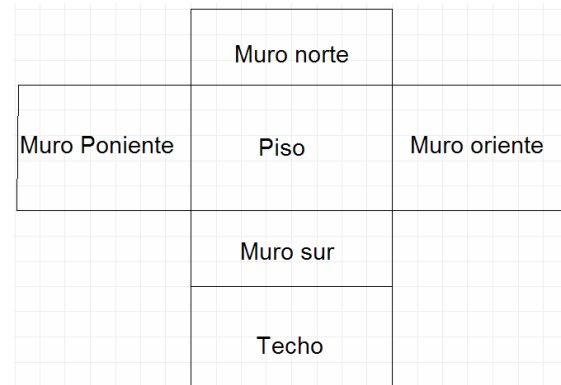 Muro norte
Muro Poniente
Piso
Muro oriente
Muro sur
Techo